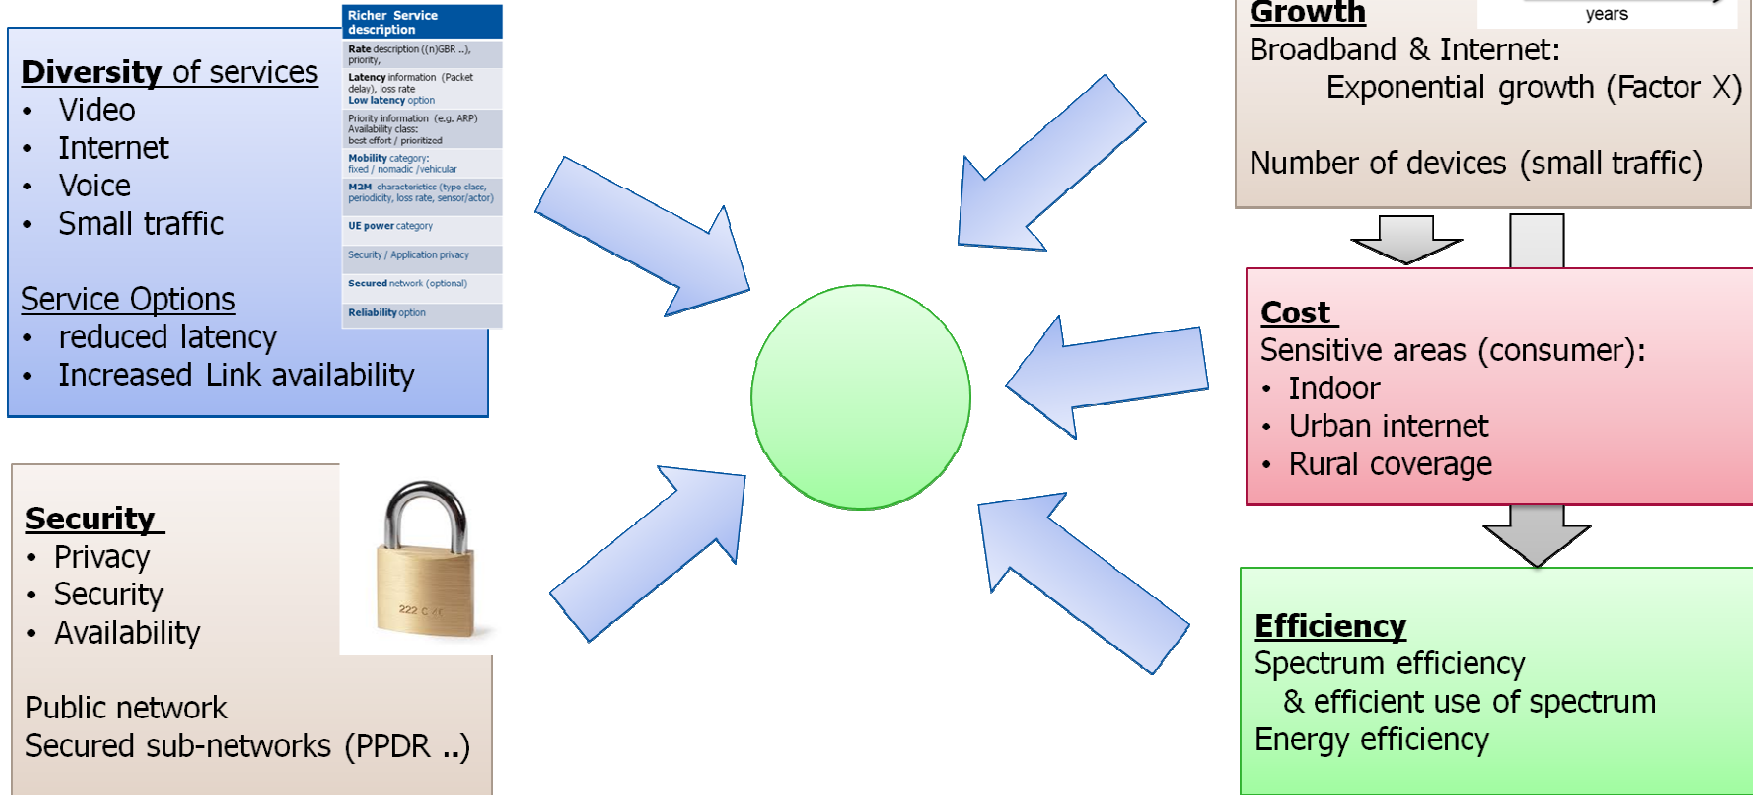 Richer Service
description
Rate description ((n)GBR ..),
priority,
Latency information (Packet
delay), loss rate
Low latency option
Priority information (e.g. ARP)
Availability class:
best effort / prioritized
Mobility category:
fixed / nomadic /vehicular
M2M characteristics (type class,
periodicity, loss rate, sensor/actor)
UE power category
Security / Application privacy
Secured network (optional)
Reliability option
Diversity of services
• Video
• Internet
• Voice
• Small traffic
Service Options
• reduced latency
• Increased Link availability
Security
• Privacy
• Security
• Availability
Public network
Secured sub-networks (PPDR ..)
years
Growth
Broadband & Internet:
Exponential growth (Factor X)
Number of devices (small traffic)
Cost
Sensitive areas (consumer):
• Indoor
• Urban internet
• Rural coverage
Efficiency
Spectrum efficiency
& efficient use of spectrum
Energy efficiency